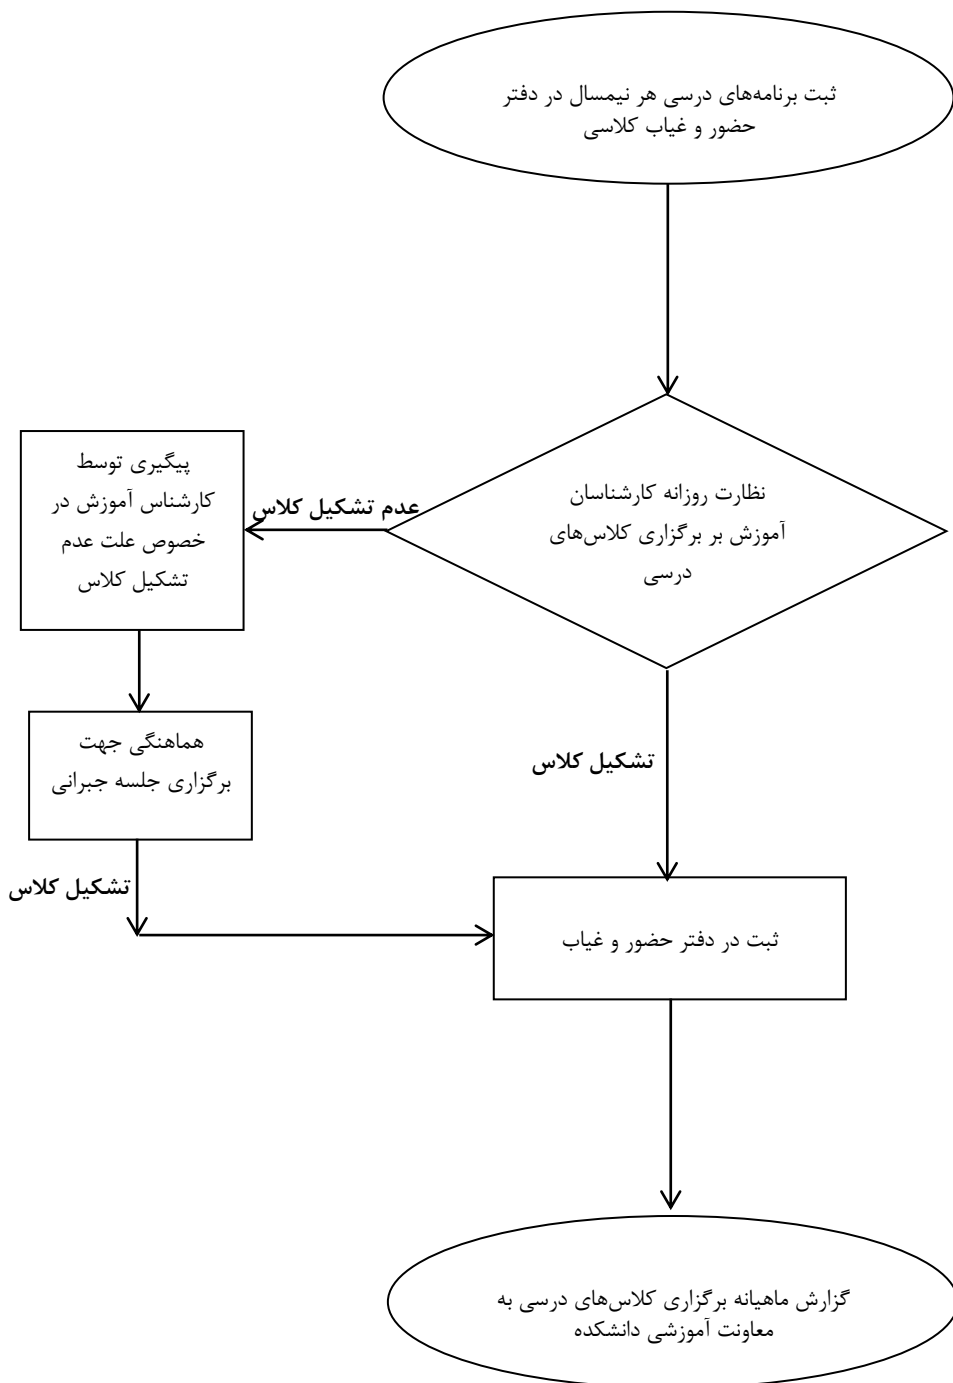 ثبت برنامه‌های درسی هر نیمسال در دفتر
حضور و غیاب کلاسی
نظارت روزانه کارشناسان
آموزش بر برگزاری کلاس‌های
درسی
عدم تشکیل کلاس
پیگیری توسط
کارشناس آموزش در
خصوص علت عدم
تشکیل کلاس
هماهنگی جهت
برگزاری جلسه جبرانی
تشکیل کلاس
تشکیل کلاس
ثبت در دفتر حضور و غیاب
گزارش ماهیانه برگزاری کلاس‌های درسی به
معاونت آموزشی دانشکده